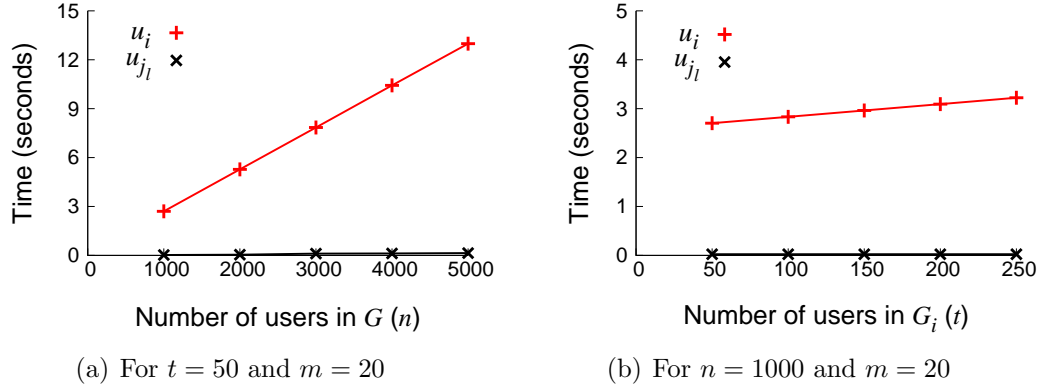 Time (seconds)
15
12
9
6
3
0
u_i
u_{j_l}
0 1000 2000 3000 4000 5000
Number of users in G (n)
(a) For t = 50 and m = 20
Time (seconds)
5
4
3
2
1
0
u_i
u_{j_l}
0 50 100 150 200 250
Number of users in G_i (t)
(b) For n = 1000 and m = 20